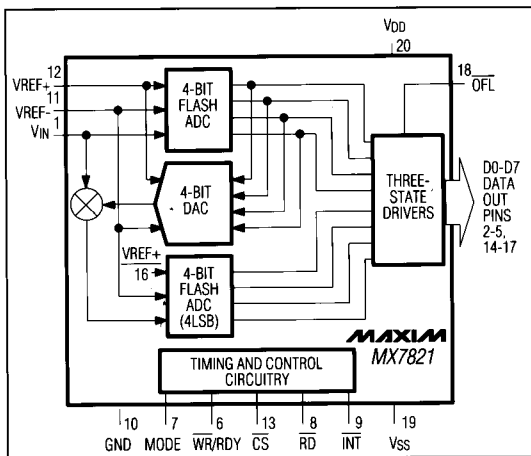 VDD
20
12
VREF+
11
VREF-
VIN 1
4-BIT
FLASH
ADC
18
OFL
4-BIT
DAC
THREE-
STATE
DRIVERS
D0-D7
DATA
OUT
PINS
2-5,
14-17
VREF+
16
4-BIT
FLASH
ADC
(4LSB)
MAXIM
MX7821
TIMING AND CONTROL
CIRCUITRY
10
7
6
13
8
9
19
GND
MODE
WR/RDY
CS
RD
INT
VSS